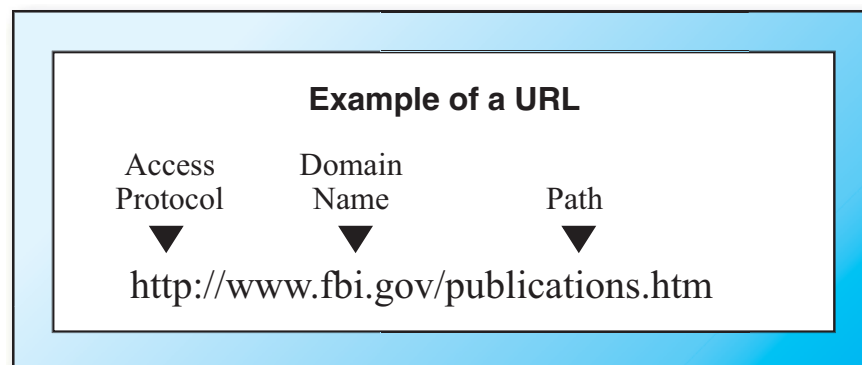 Example of a URL
Access Protocol
Domain Name
Path
http://www.fbi.gov/publications.htm